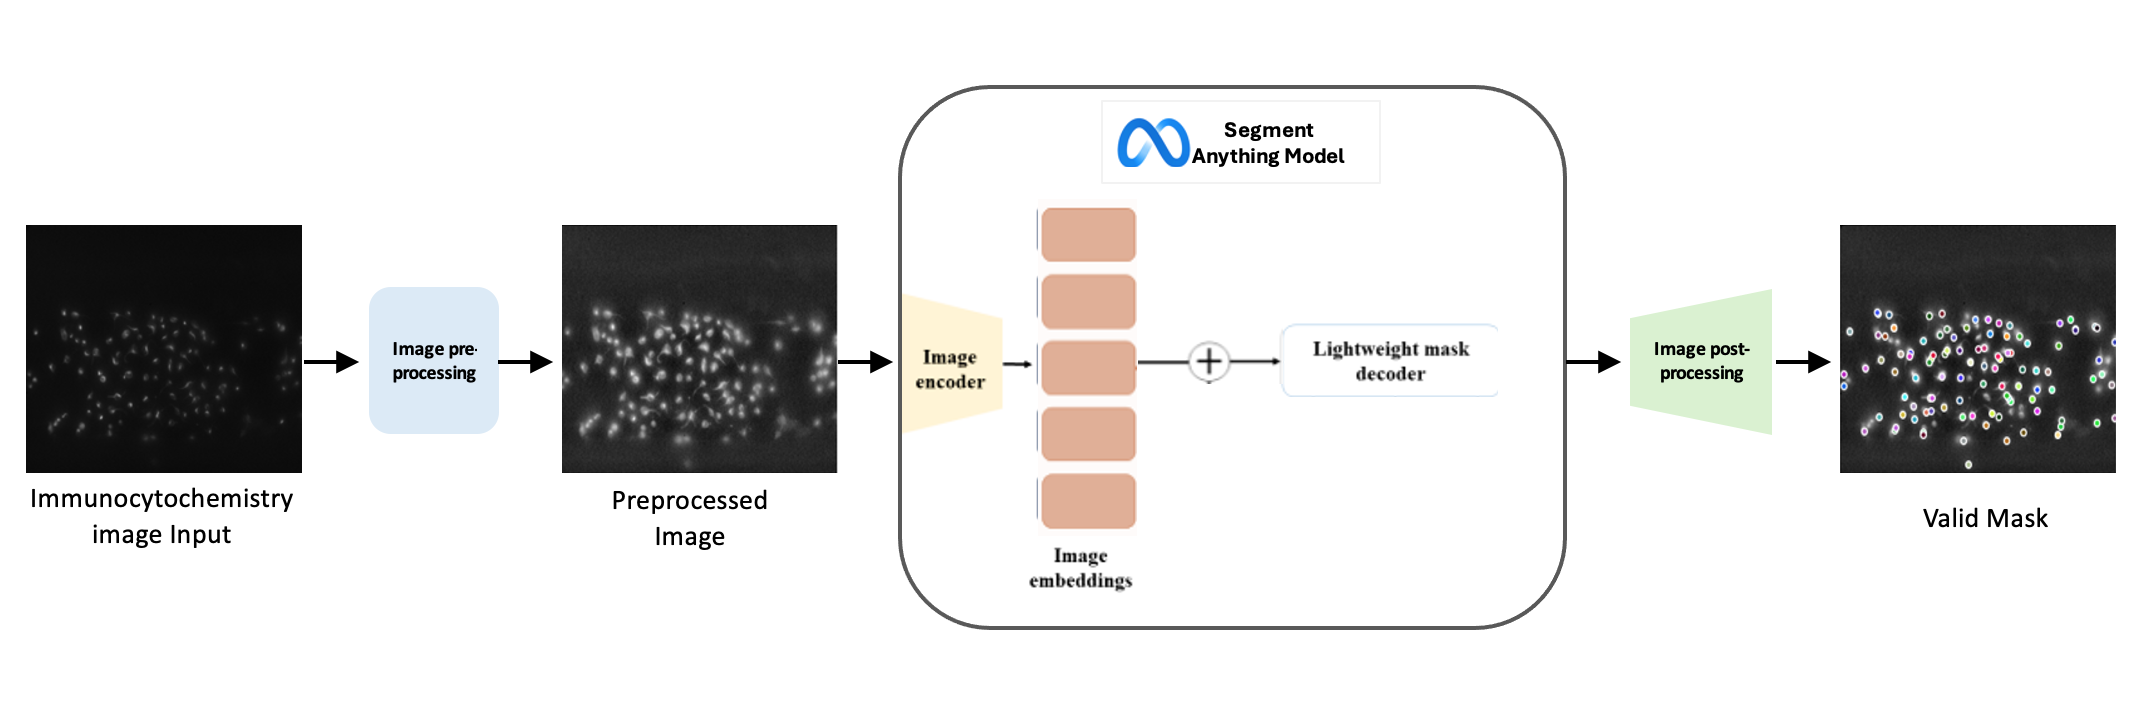 Segment
Anything Model
Image pre-
processing
Image
encoder
Lightweight mask
decoder
Image post-
processing
Immunocytochemistry
image Input
Preprocessed
Image
Image
embeddings
Valid Mask